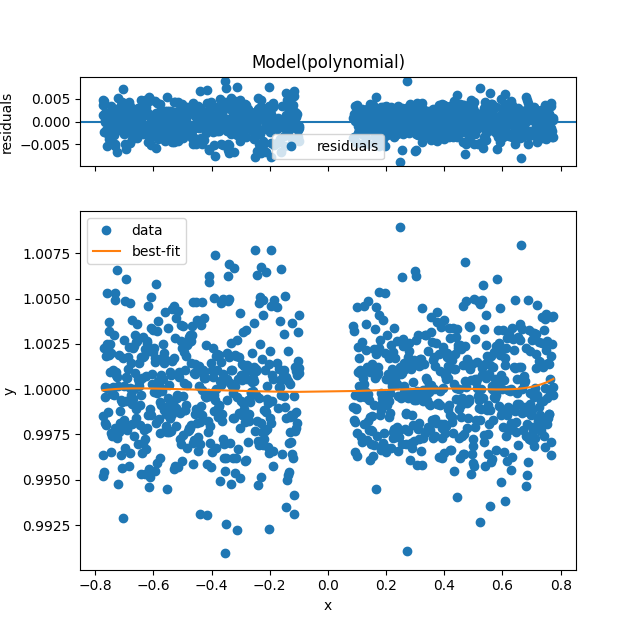 Model(polynomial)
residuals
0.005
0.000
−0.005
residuals
data
best-fit
y
1.0075
1.0050
1.0025
1.0000
0.9975
0.9950
0.9925
−0.8 −0.6 −0.4 −0.2 0.0 0.2 0.4 0.6 0.8
x